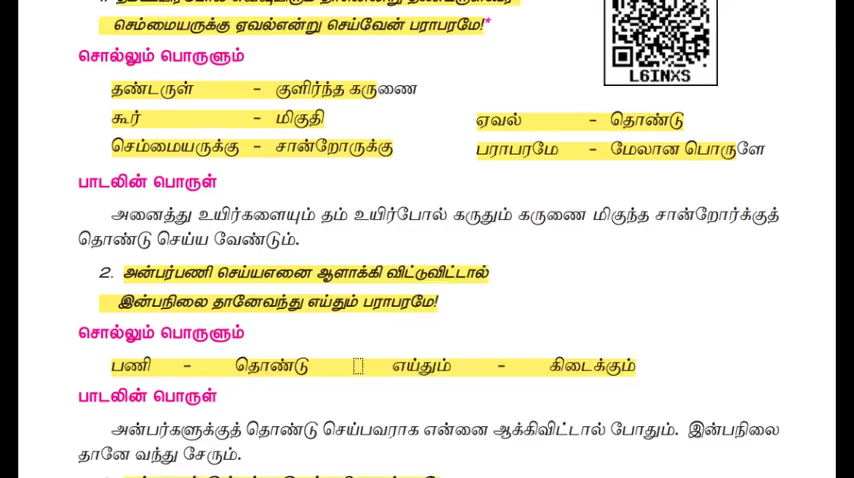 செம்மையருக்கு ஏவல்என்று செய்வேன் பராபரமே!*
L6INXS
சொல்லும் பொருளும்
தண்டருள் - குளிர்ந்த கருணை
கூர் - மிகுதி
ஏவல் - தொண்டு
செம்மையருக்கு - சான்றோருக்கு
பராபரமே - மேலான பொருளே
பாடலின் பொருள்
அனைத்து உயிர்களையும் தம் உயிர்போல் கருதும் கருணை மிகுந்த சான்றோர்க்குத்
தொண்டு செய்ய வேண்டும்.
2. அன்பர்பணி செய்யஎனை ஆளாக்கி விட்டுவிட்டால்
இன்பநிலை தானேவந்து எய்தும் பராபரமே!
சொல்லும் பொருளும்
பணி - தொண்டு எய்தும் - கிடைக்கும்
பாடலின் பொருள்
அன்பர்களுக்குத் தொண்டு செய்பவராக என்னை ஆக்கிவிட்டால் போதும். இன்பநிலை
தானே வந்து சேரும்.